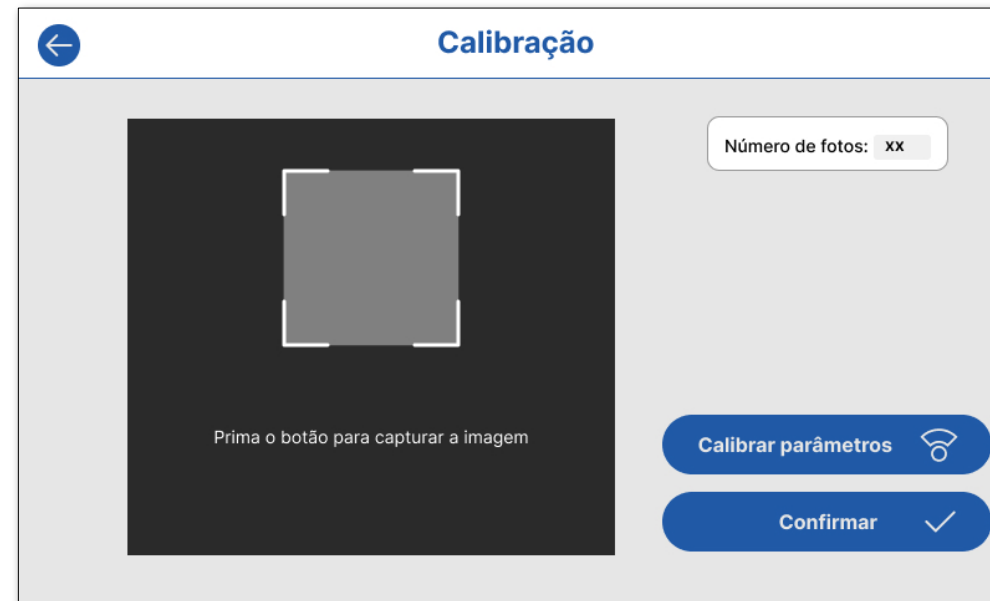 Calibração
Número de fotos: xx
Prima o botão para capturar a imagem
Calibrar parâmetros
Confirmar